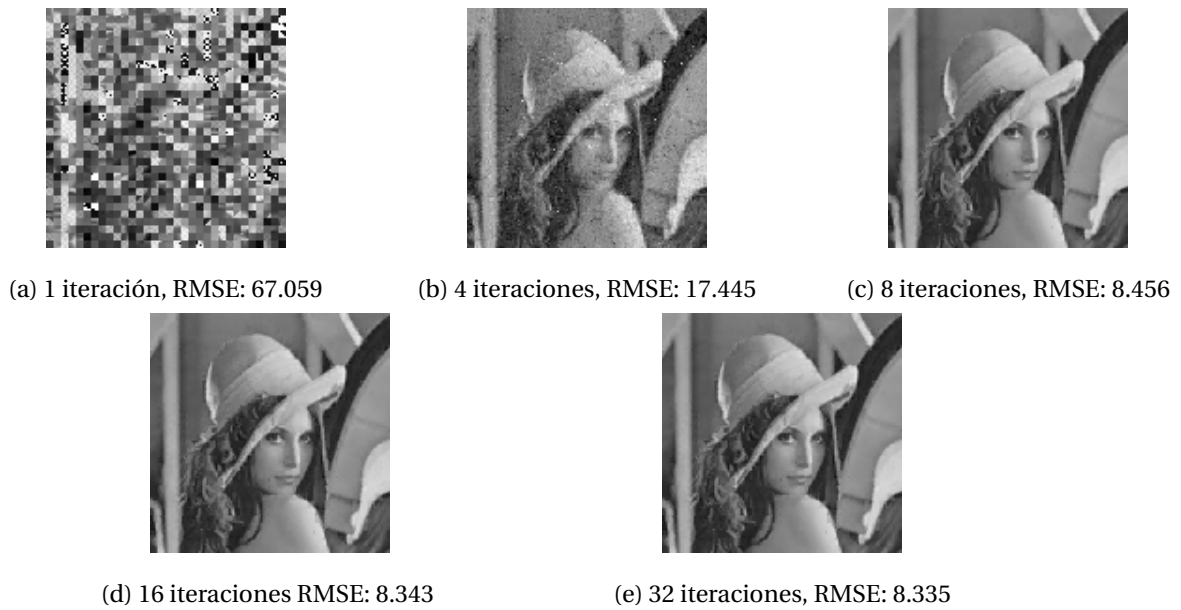 (a) 1 iteración, RMSE: 67.059
(b) 4 iteraciones, RMSE: 17.445
(c) 8 iteraciones, RMSE: 8.456
(d) 16 iteraciones RMSE: 8.343
(e) 32 iteraciones, RMSE: 8.335